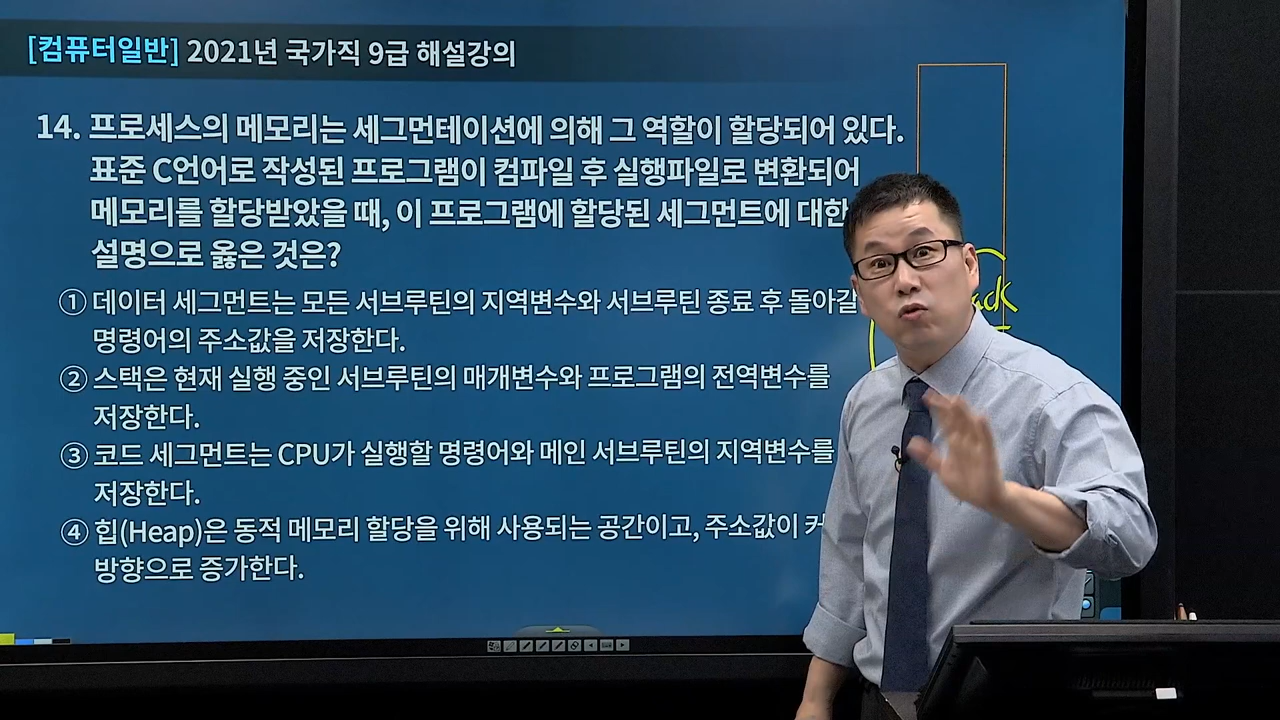 [컴퓨터일반] 2021년 국가직 9급 해설강의
14. 프로세스의 메모리는 세그먼테이션에 의해 그 역할이 할당되어 있다.
표준 C언어로 작성된 프로그램이 컴파일 후 실행파일로 변환되어
메모리를 할당받았을 때, 이 프로그램에 할당된 세그먼트에 대한
설명으로 옳은 것은?
① 데이터 세그먼트는 모든 서브루틴의 지역변수와 서브루틴 종료 후 돌아갈
명령어의 주소값을 저장한다.
② 스택은 현재 실행 중인 서브루틴의 매개변수와 프로그램의 전역변수를
저장한다.
③ 코드 세그먼트는 CPU가 실행할 명령어와 메인 서브루틴의 지역변수를
저장한다.
④ 힙(Heap)은 동적 메모리 할당을 위해 사용되는 공간이고, 주소값이
방향으로 증가한다.